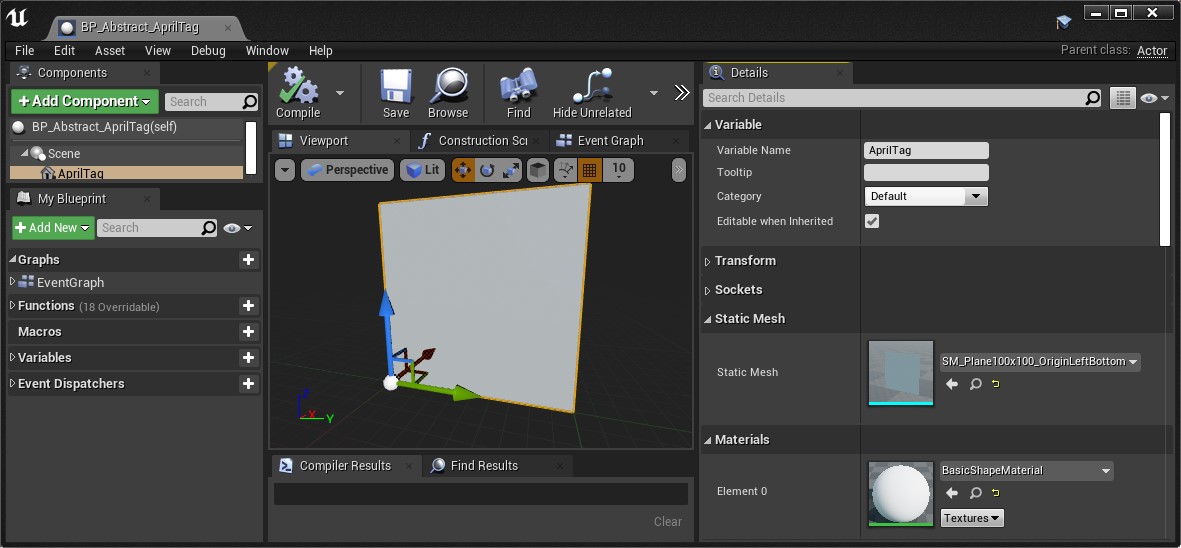 BP_Abstract_AprilTag
File Edit Asset View Debug Window Help
Parent class: Actor
Components
+ Add Component
Search
BP_Abstract_AprilTag(self)
Scene
AprilTag
My Blueprint
+ Add New
Search
Graphs
EventGraph
Functions (18 Overridable)
Macros
Variables
Event Dispatchers
Compile
Save
Browse
Find
Hide Unrelated
Viewport
Construction Scr
Event Graph
Perspective
Lit
10
Z
X
Y
Compiler Results
Find Results
Clear
Details
Search Details
Variable
Variable Name AprilTag
Tooltip
Category Default
Editable when Inherited
Transform
Sockets
Static Mesh
Static Mesh SM_Plane100x100_OriginLeftBottom
Materials
Element 0 BasicShapeMaterial
Textures